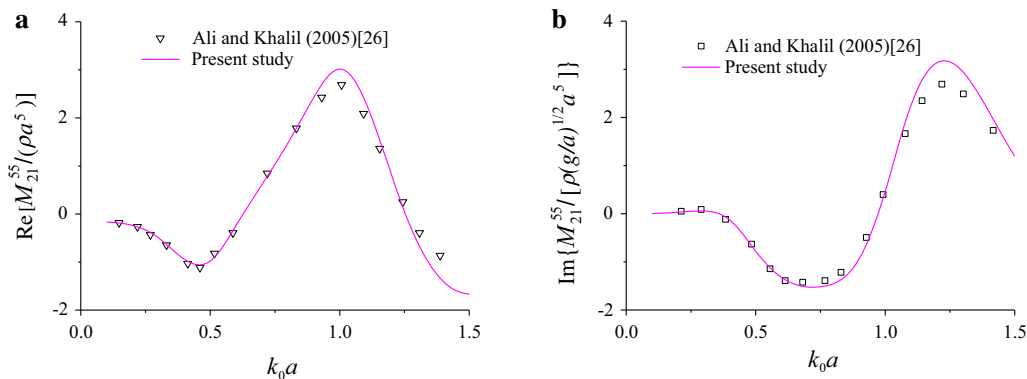 a
Re[M₂₁⁵⁵/(ρa⁵)]
4
2
0
-2
0.0 0.5 1.0 1.5
k₀a
Ali and Khalil (2005)[26]
Present study
b
Im{M₂₁⁵⁵/[ρ(g/a)^1/2 a⁵]}
4
2
0
-2
0.0 0.5 1.0 1.5
k₀a
Ali and Khalil (2005)[26]
Present study